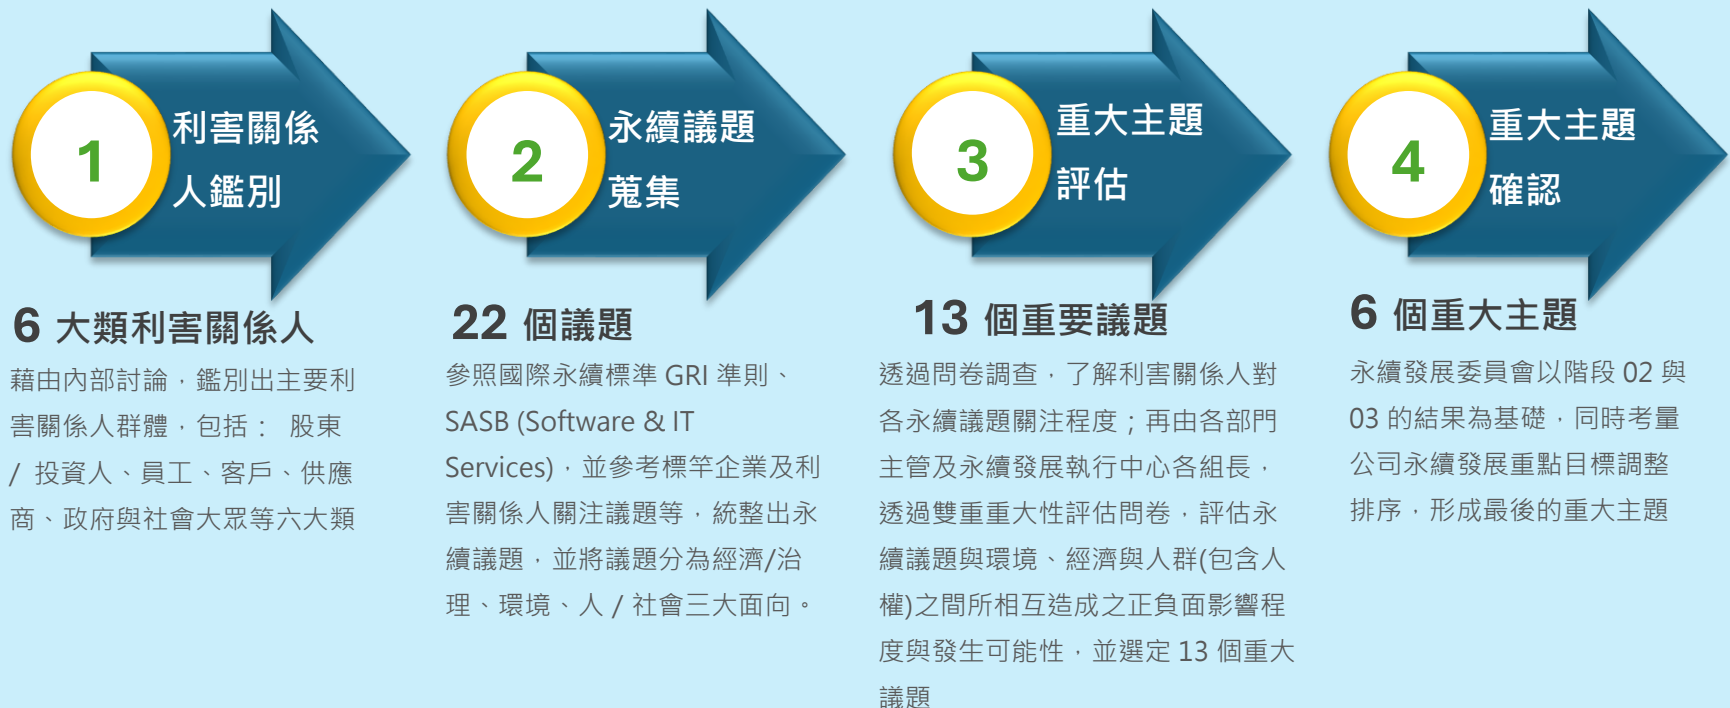 1
利害關係
人鑑別
6 大類利害關係人
藉由內部討論，鑑別出主要利
害關係人群體，包括： 股東
/ 投資人、員工、客戶、供應
商、政府與社會大眾等六大類
2
永續議題
蒐集
22 個議題
參照國際永續標準 GRI 準則、
SASB (Software & IT
Services)，並參考標竿企業及利
害關係人關注議題等，統整出永
續議題，並將議題分為經濟/治
理、環境、人 / 社會三大面向。
3
重大主題
評估
13 個重要議題
透過問卷調查，了解利害關係人對
各永續議題關注程度；再由各部門
主管及永續發展執行中心各組長，
透過雙重重大性評估問卷，評估永
續議題與環境、經濟與人群(包含人
權)之間所相互造成之正負面影響程
度與發生可能性，並選定 13 個重大
議題
4
重大主題
確認
6 個重大主題
永續發展委員會以階段 02 與
03 的結果為基礎，同時考量
公司永續發展重點目標調整
排序，形成最後的重大主題